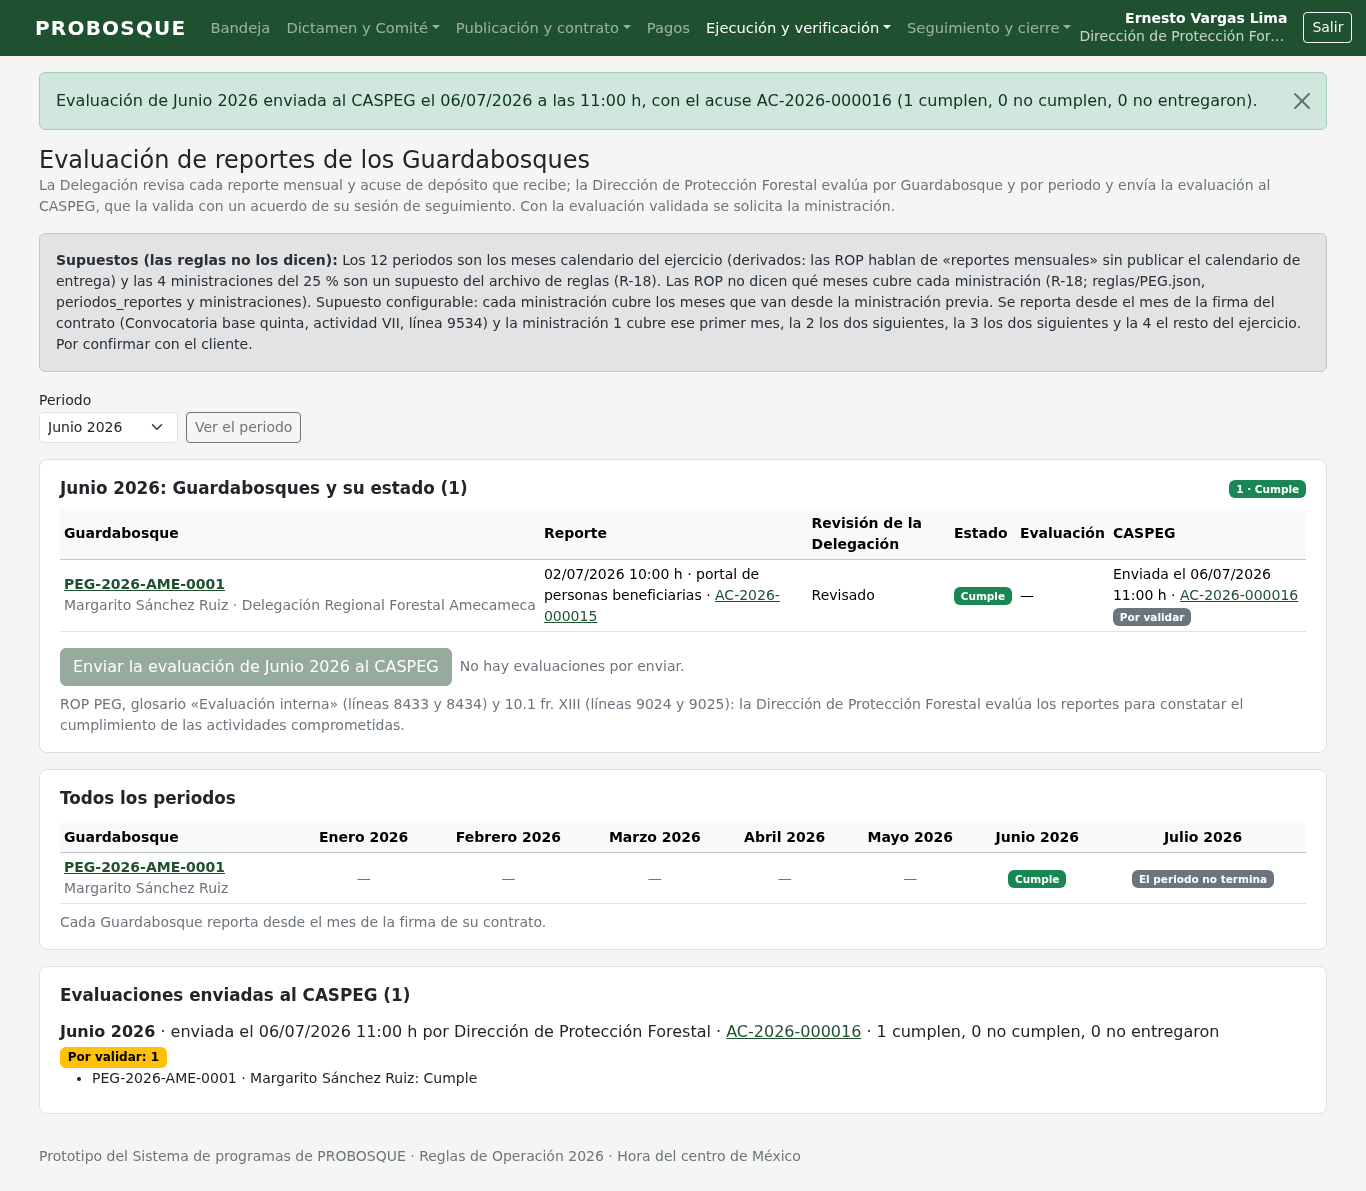 PROBOSQUE Bandeja Dictamen y Comité Publicación y contrato Pagos Ejecución y verificación Seguimiento y cierre Ernesto Vargas Lima Salir
Dirección de Protección For…
Evaluación de Junio 2026 enviada al CASPEG el 06/07/2026 a las 11:00 h, con el acuse AC-2026-000016 (1 cumplen, 0 no cumplen, 0 no entregaron).
Evaluación de reportes de los Guardabosques
La Delegación revisa cada reporte mensual y acuse de depósito que recibe; la Dirección de Protección Forestal evalúa por Guardabosque y por periodo y envía la evaluación al
CASPEG, que la valida con un acuerdo de su sesión de seguimiento. Con la evaluación validada se solicita la ministración.
Supuestos (las reglas no los dicen): Los 12 periodos son los meses calendario del ejercicio (derivados: las ROP hablan de «reportes mensuales» sin publicar el calendario de
entrega) y las 4 ministraciones del 25 % son un supuesto del archivo de reglas (R-18). Las ROP no dicen qué meses cubre cada ministración (R-18; reglas/PEG.json,
periodos_reportes y ministraciones). Supuesto configurable: cada ministración cubre los meses que van desde la ministración previa. Se reporta desde el mes de la firma del
contrato (Convocatoria base quinta, actividad VII, línea 9534) y la ministración 1 cubre ese primer mes, la 2 los dos siguientes, la 3 los dos siguientes y la 4 el resto del ejercicio.
Por confirmar con el cliente.
Periodo
Junio 2026 Ver el periodo
Junio 2026: Guardabosques y su estado (1) 1 · Cumple
Guardabosque Reporte Revisión de la Delegación Estado Evaluación CASPEG
PEG-2026-AME-0001
Margarito Sánchez Ruiz · Delegación Regional Forestal Amecameca
02/07/2026 10:00 h · portal de
personas beneficiarias · AC-2026-
000015
Revisado
Cumple
—
Enviada el 06/07/2026
11:00 h · AC-2026-000016
Por validar
Enviar la evaluación de Junio 2026 al CASPEG No hay evaluaciones por enviar.
ROP PEG, glosario «Evaluación interna» (líneas 8433 y 8434) y 10.1 fr. XIII (líneas 9024 y 9025): la Dirección de Protección Forestal evalúa los reportes para constatar el
cumplimiento de las actividades comprometidas.
Todos los periodos
Guardabosque Enero 2026 Febrero 2026 Marzo 2026 Abril 2026 Mayo 2026 Junio 2026 Julio 2026
PEG-2026-AME-0001
Margarito Sánchez Ruiz
— — — — — Cumple El periodo no termina
Cada Guardabosque reporta desde el mes de la firma de su contrato.
Evaluaciones enviadas al CASPEG (1)
Junio 2026 · enviada el 06/07/2026 11:00 h por Dirección de Protección Forestal · AC-2026-000016 · 1 cumplen, 0 no cumplen, 0 no entregaron
Por validar: 1
• PEG-2026-AME-0001 · Margarito Sánchez Ruiz: Cumple
Prototipo del Sistema de programas de PROBOSQUE · Reglas de Operación 2026 · Hora del centro de México